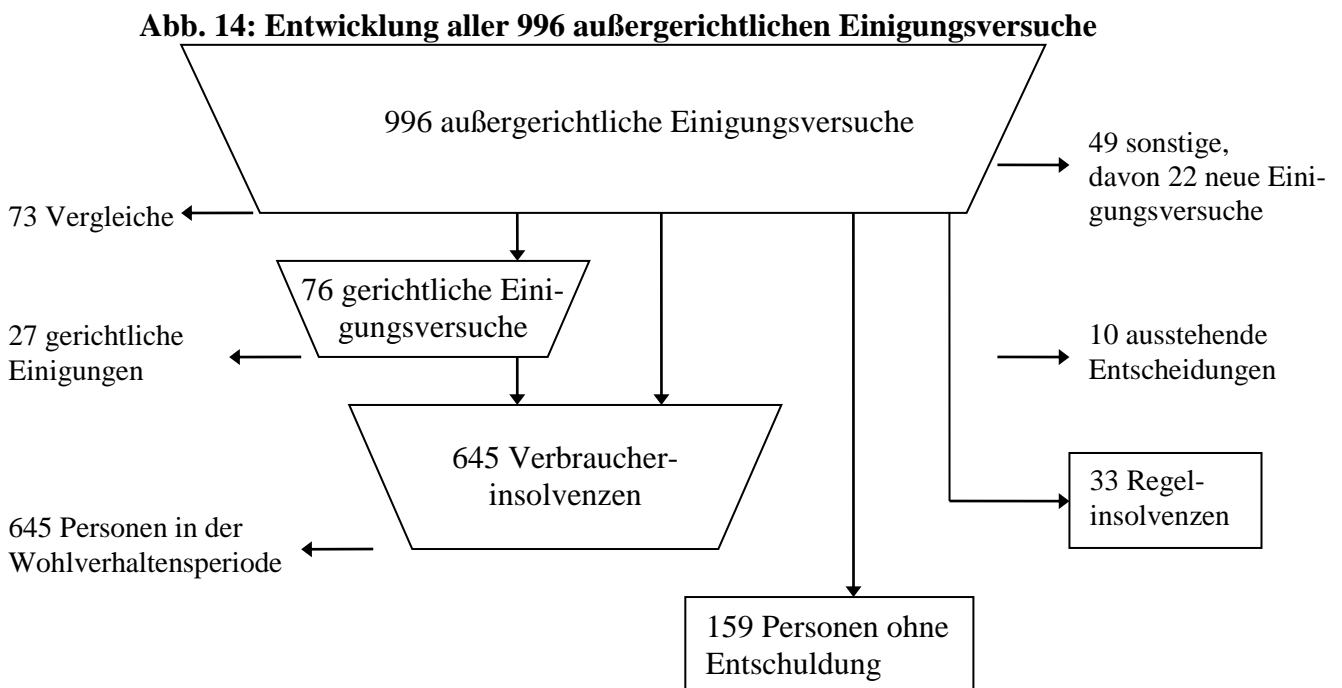 Abb. 14: Entwicklung aller 996 außergerichtlichen Einigungsversuche
996 außergerichtliche Einigungsversuche
49 sonstige,
davon 22 neue Eini-
gungsversuche
73 Vergleiche
76 gerichtliche Eini-
gungsversuche
27 gerichtliche
Einigungen
10 ausstehende
Entscheidungen
645 Verbraucher-
insolvenzen
33 Regel-
insolvenzen
645 Personen in der
Wohlverhaltensperiode
159 Personen ohne
Entschuldung